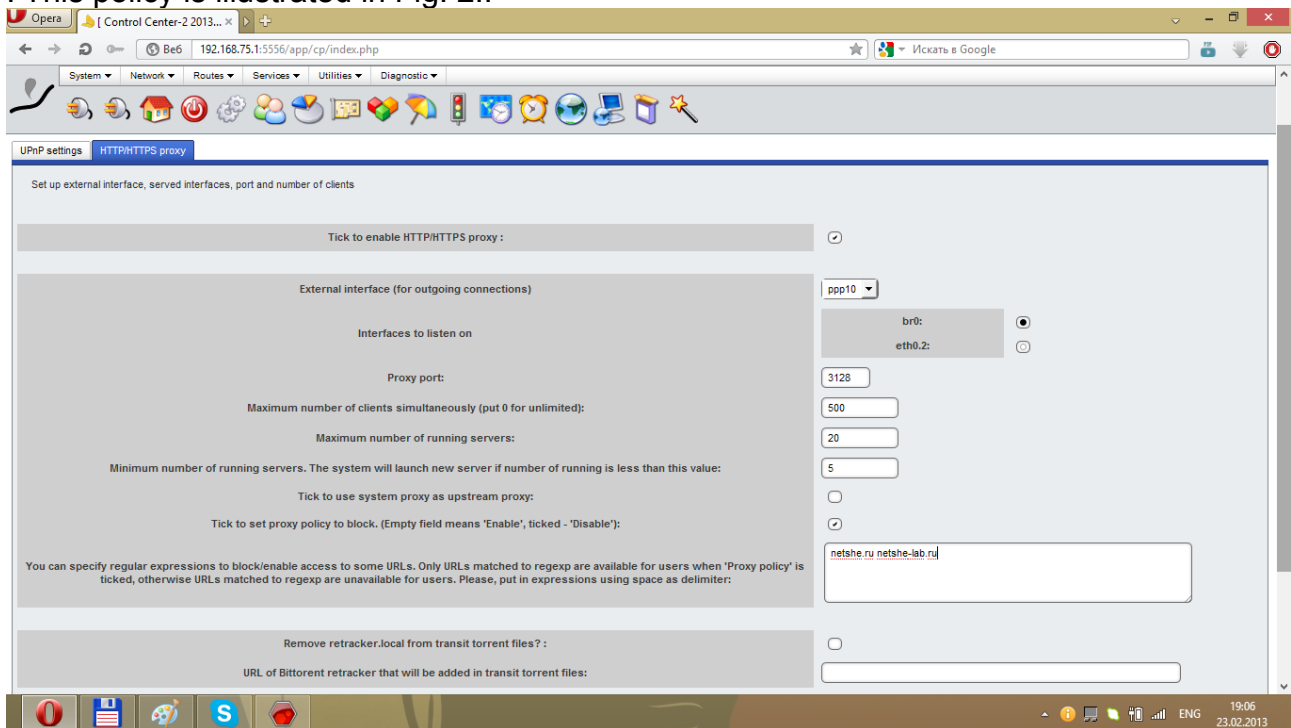 . This policy is illustrated in Fig. 2..
Opera
[ Control Center-2 2013...
Веб 192.168.75.1:5556/app/cp/index.php
Искать в Google
System Network Routes Services Utilities Diagnostic
UPnP settings HTTP/HTTPS proxy
Set up external interface, served interfaces, port and number of clients
Tick to enable HTTP/HTTPS proxy :
External interface (for outgoing connections) ppp10
Interfaces to listen on
br0:
eth0.2:
Proxy port: 3128
Maximum number of clients simultaneously (put 0 for unlimited): 500
Maximum number of running servers: 20
Minimum number of running servers. The system will launch new server if number of running is less than this value: 5
Tick to use system proxy as upstream proxy:
Tick to set proxy policy to block. (Empty field means 'Enable', ticked - 'Disable'):
You can specify regular expressions to block/enable access to some URLs. Only URLs matched to regexp are available for users when 'Proxy policy' is
ticked, otherwise URLs matched to regexp are unavailable for users. Please, put in expressions using space as delimiter:
netshe.ru netshe-lab.ru
Remove retracker.local from transit torrent files? :
URL of Bittorent retracker that will be added in transit torrent files:
ENG
19:06
23.02.2013